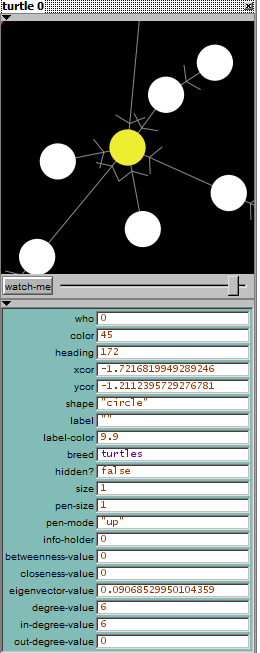 turtle 0
watch-me
who 0
color 45
heading 172
xcor -1.7216819949289246
ycor -1.2112395729276781
shape "circle"
label ""
label-color 9.9
breed turtles
hidden? false
size 1
pen-size 1
pen-mode "up"
info-holder 0
betweenness-value 0
closeness-value 0
eigenvector-value 0.09068529950104359
degree-value 6
in-degree-value 6
out-degree-value 0